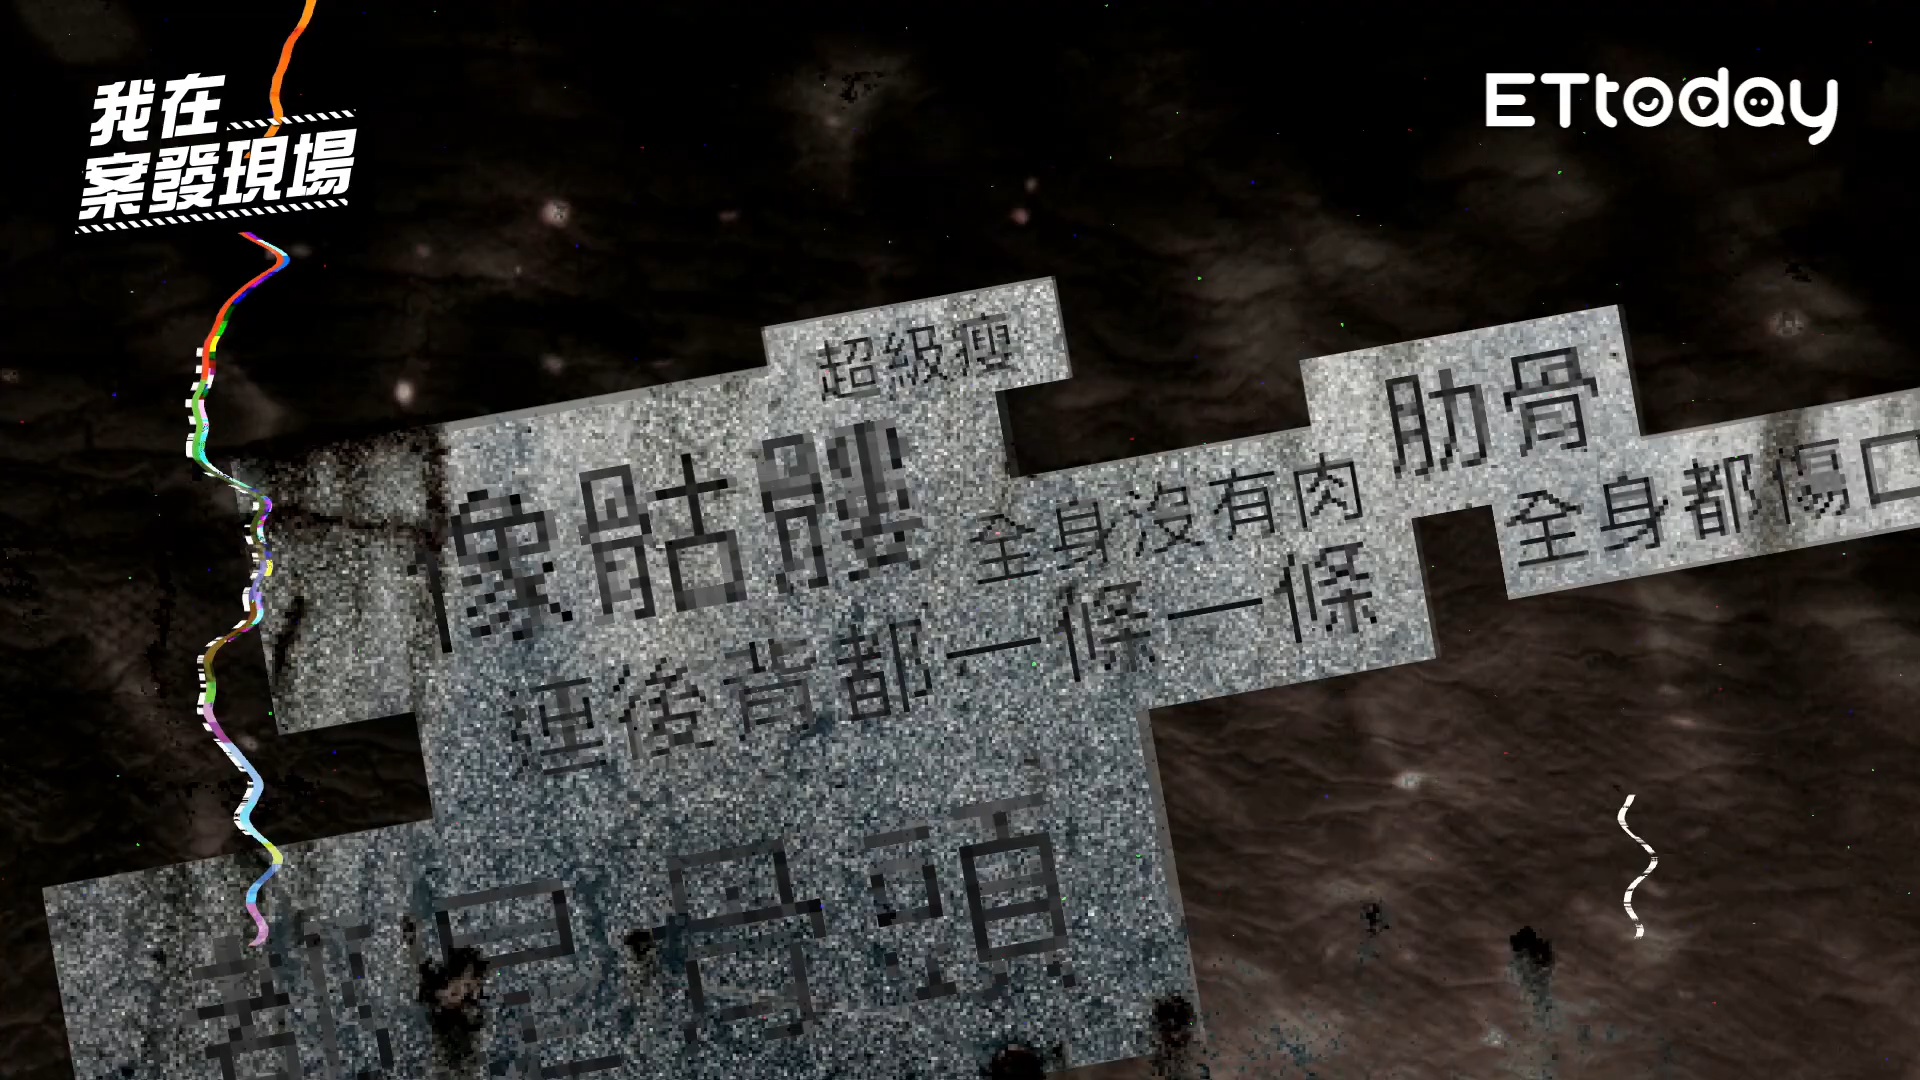 我在
案發現場
ETtoday
超級瘦
像骷髏
全身沒有肉
肋骨
全身都傷口
連後背都一條一條
都是骨頭